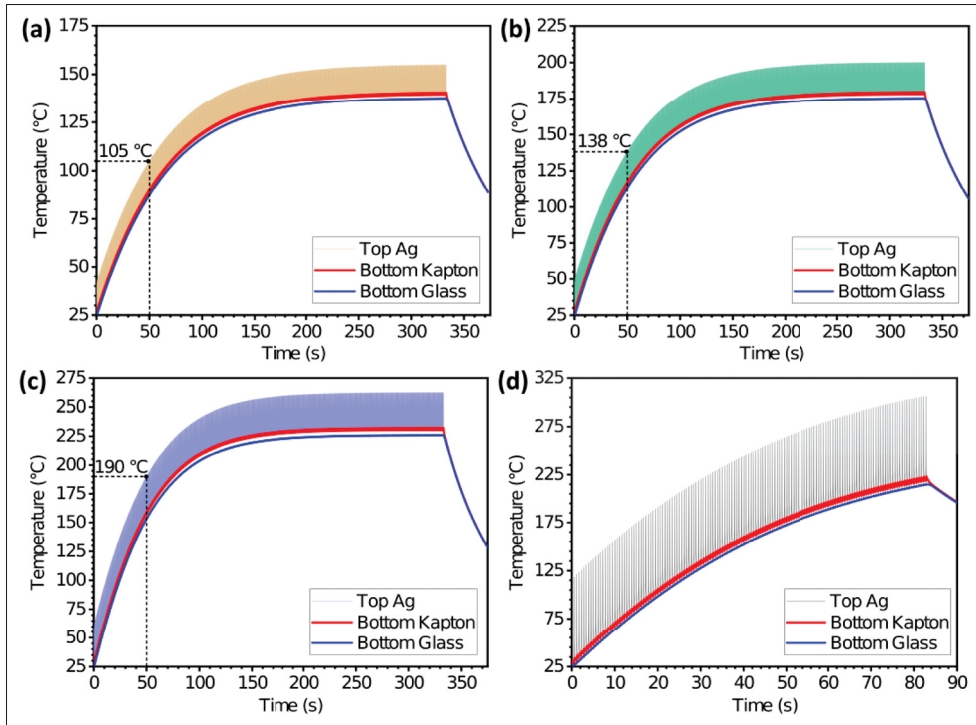 (a)
175
150
125
100
75
50
25
Temperature (°C)
105 °C
Top Ag
Bottom Kapton
Bottom Glass
0 50 100 150 200 250 300 350
Time (s)
(b)
225
200
175
150
125
100
75
50
25
Temperature (°C)
138 °C
Top Ag
Bottom Kapton
Bottom Glass
0 50 100 150 200 250 300 350
Time (s)
(c)
275
250
225
200
175
150
125
100
75
50
25
Temperature (°C)
190 °C
Top Ag
Bottom Kapton
Bottom Glass
0 50 100 150 200 250 300 350
Time (s)
(d)
325
275
225
175
125
75
25
Temperature (°C)
Top Ag
Bottom Kapton
Bottom Glass
0 10 20 30 40 50 60 70 80 90
Time (s)